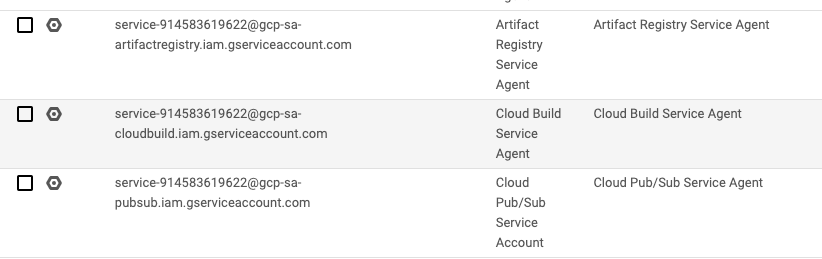 service-914583619622@gcp-sa-
artifactregistry.iam.gserviceaccount.com
Artifact
Registry
Service
Agent
Artifact Registry Service Agent
service-914583619622@gcp-sa-
cloudbuild.iam.gserviceaccount.com
Cloud Build
Service
Agent
Cloud Build Service Agent
service-914583619622@gcp-sa-
pubsub.iam.gserviceaccount.com
Cloud
Pub/Sub
Service
Account
Cloud Pub/Sub Service Agent